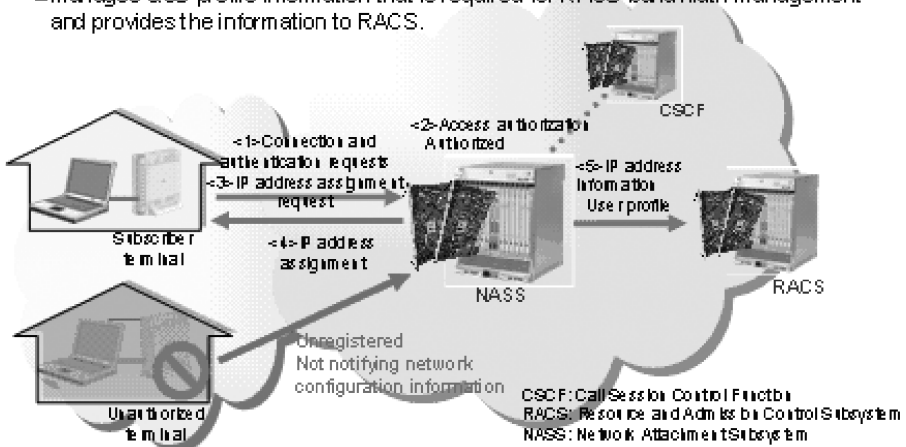 and provides the information to RACS.
CSCF
<2>Access authorization
Authorized
<1>Connection and
authentication requests
<3>IP address assignment
request
<5>IP address
Information
User profile
Subscriber
terminal
<4>IP address
assignment
NASS
RACS
Unregistered
Not notifying network
configuration information
Unauthorized
terminal
CSCF: Call Session Control Function
RACS: Resource and Admission Control Subsystem
NASS: Network Attachment Subsystem